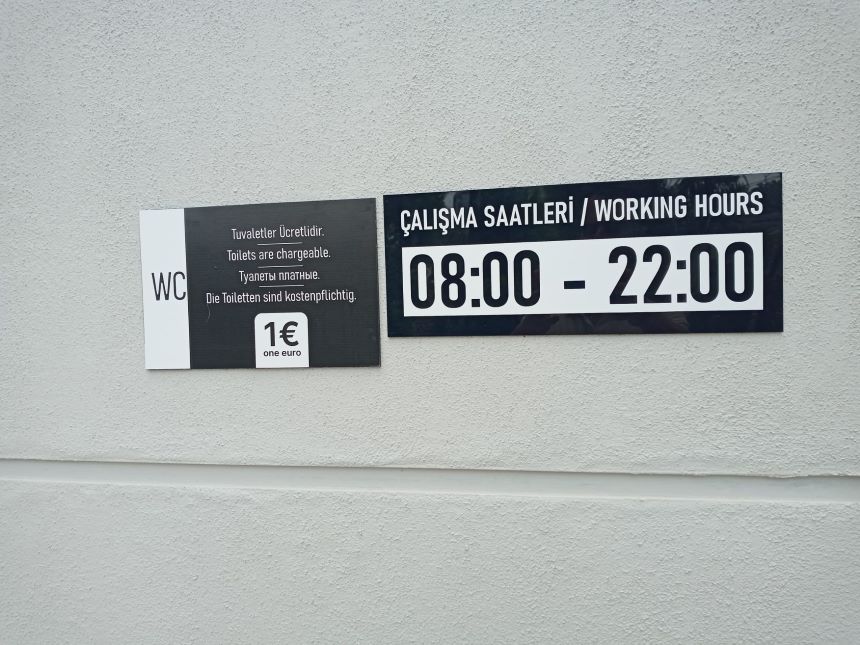 WC
Tuvaletler Ücretlidir.
Toilets are chargeable.
Туалеты платные.
Die Toiletten sind kostenpflichtig.
1€
one euro
ÇALIŞMA SAATLERİ / WORKING HOURS
08:00 - 22:00